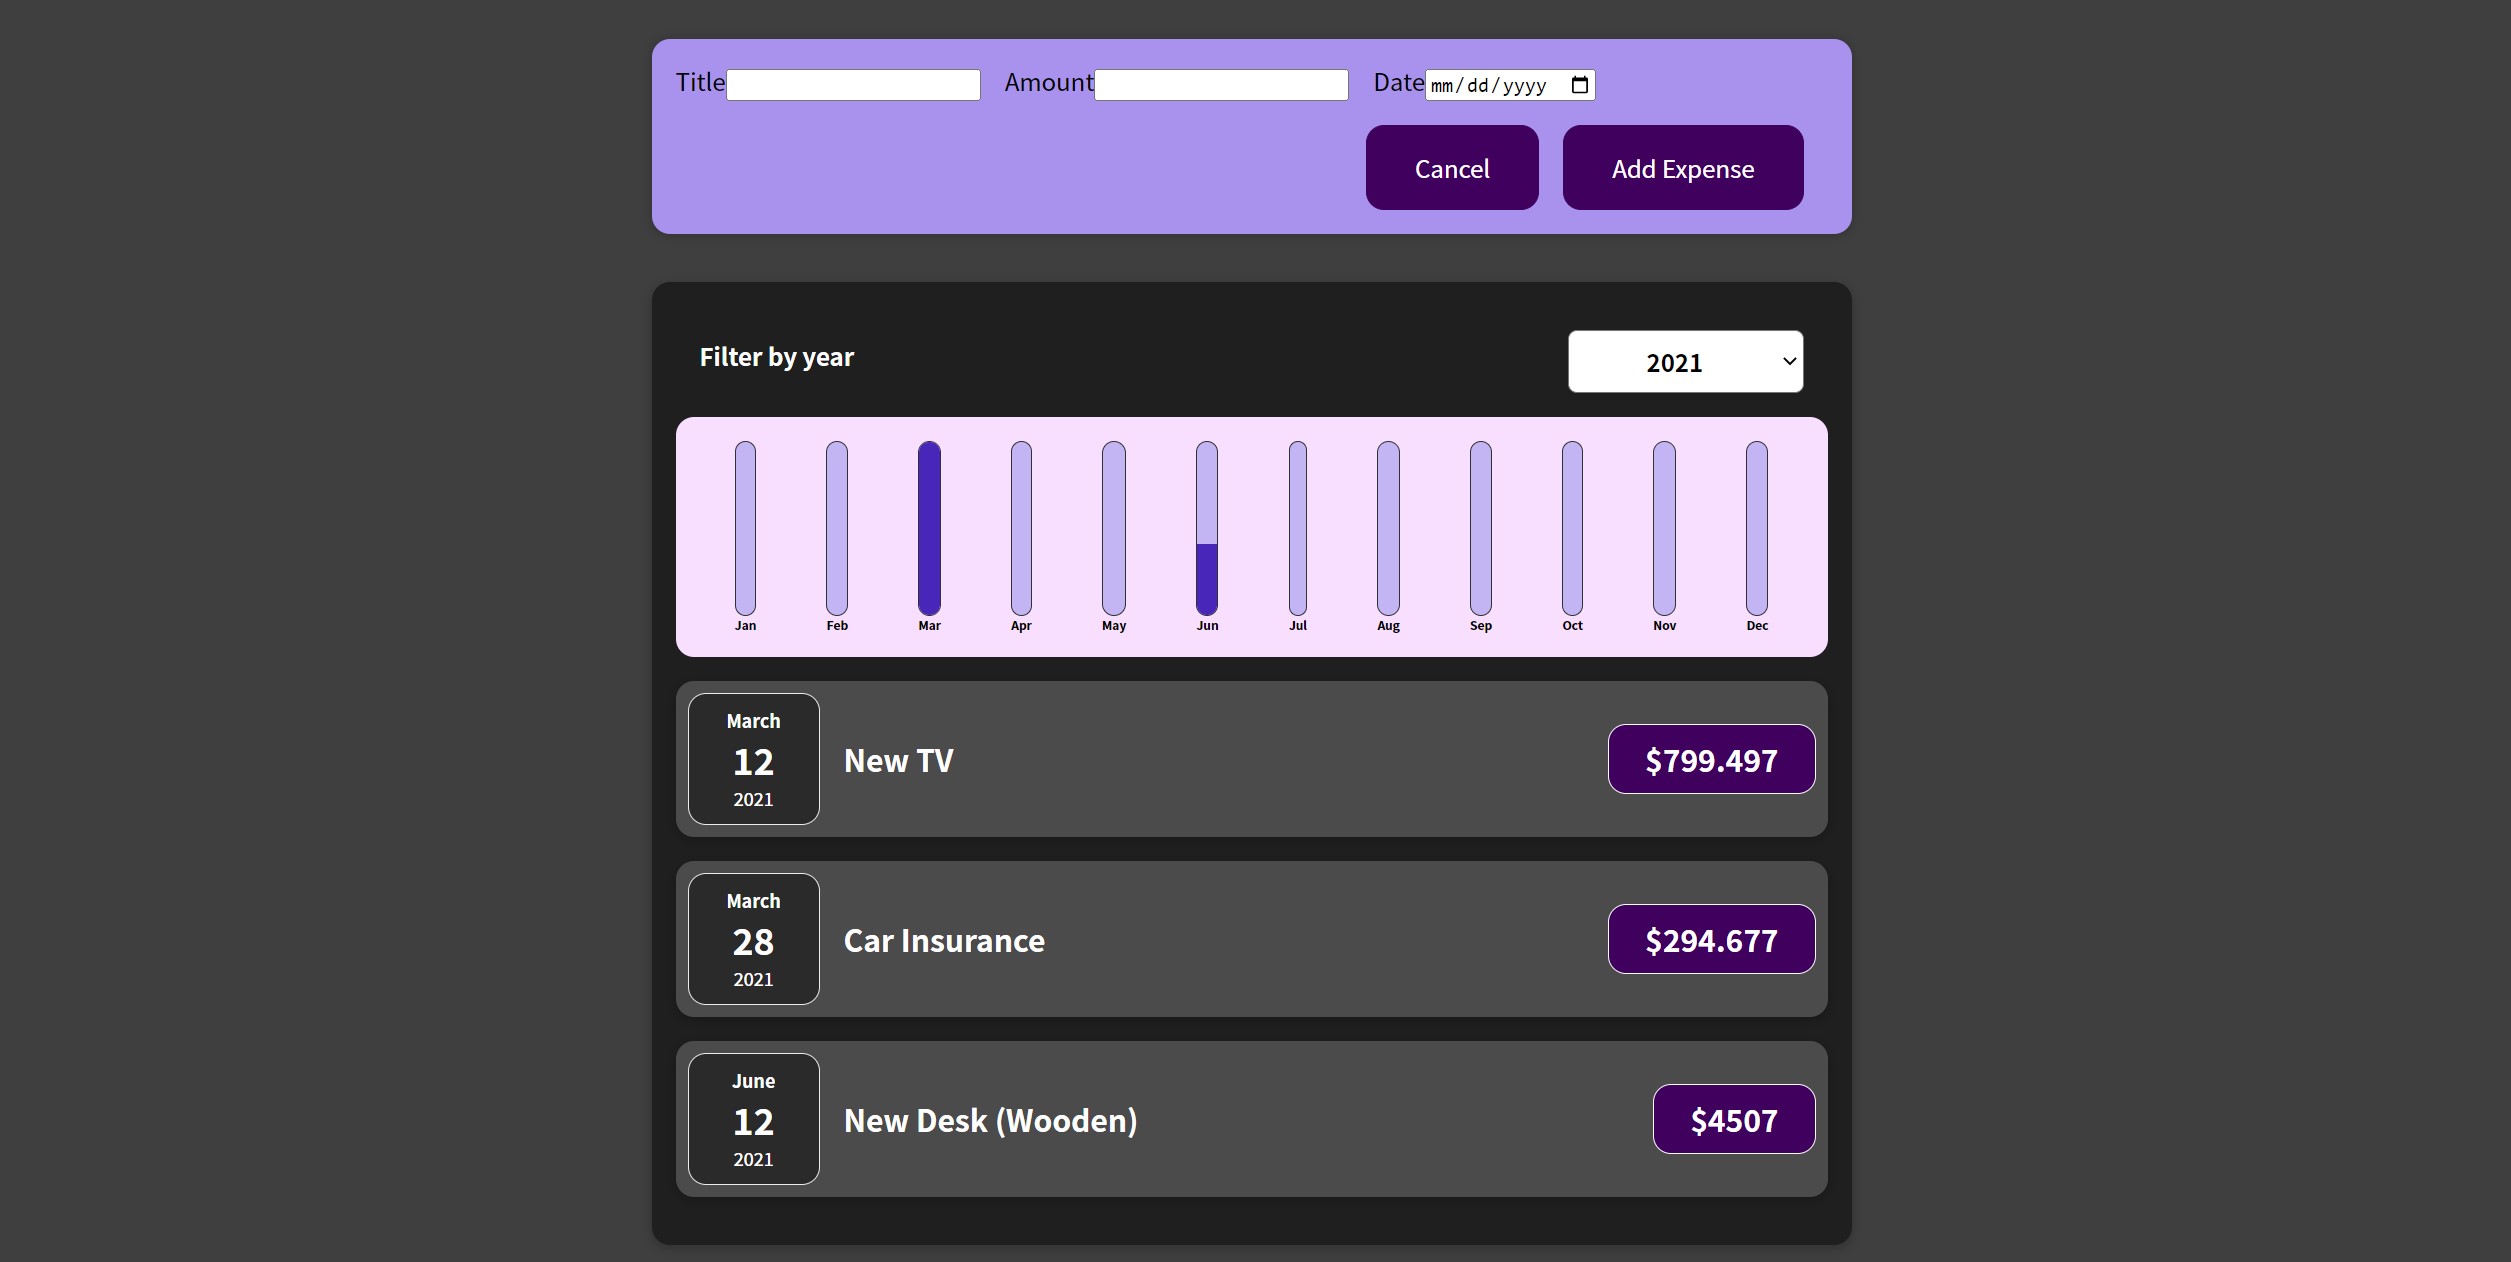 Title Amount Date mm/dd/yyyy
Cancel Add Expense
Filter by year 2021
Jan Feb Mar Apr May Jun Jul Aug Sep Oct Nov Dec
March
12
2021
New TV
$799.497
March
28
2021
Car Insurance
$294.677
June
12
2021
New Desk (Wooden)
$4507